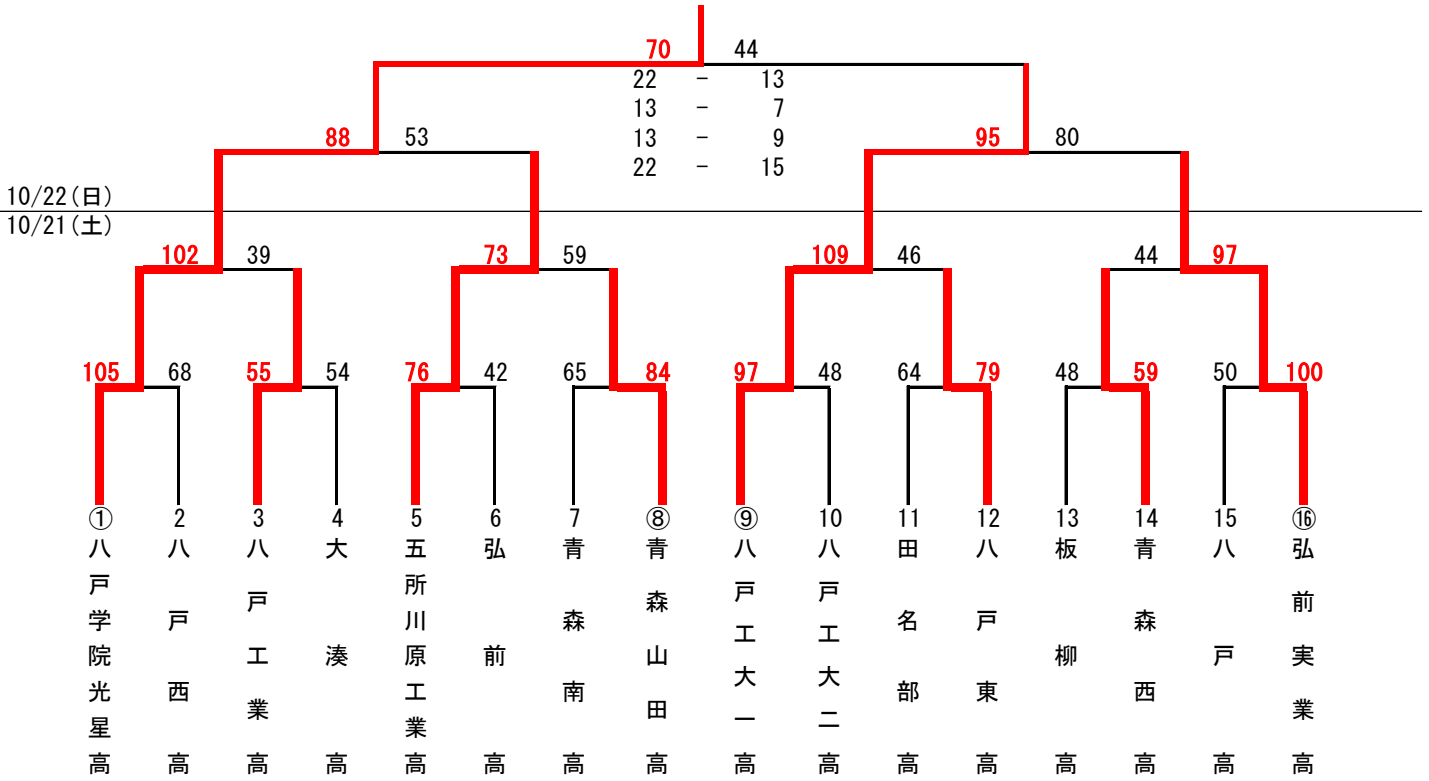 70 44
22 - 13
13 - 7
13 - 9
22 - 15
88 53 95 80
10/22(日)
10/21(土)
102 39 73 59 109 46 44 97
105 68 55 54 76 42 65 84 97 48 64 79 48 59 50 100
① 2 3 4 5 6 7 ⑧ ⑨ 10 11 12 13 14 15 ⑯
八戸学院光星高
八戸西高
八戸工業高
大湊高
五所川原工業高
弘前高
青森南高
青森山田高
八戸工大一高
八戸工大二高
田名部高
八戸東高
板柳高
青森西高
八戸高
弘前実業高